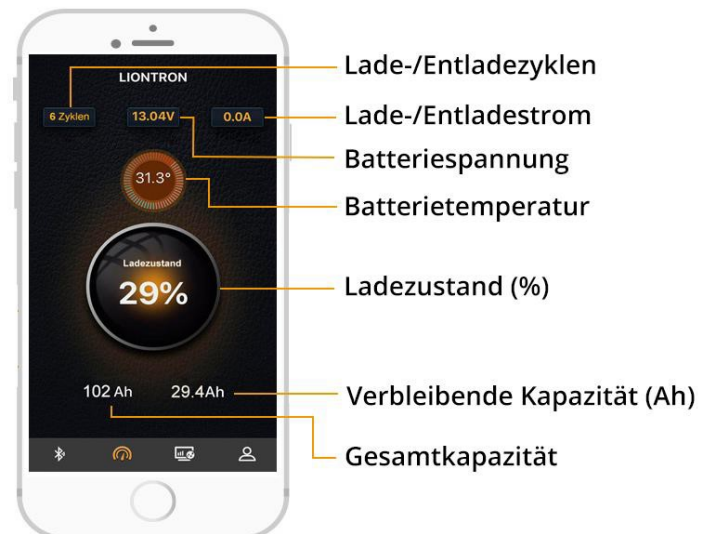 LIONTRON
Lade-/Entladezyklen
6 Zyklen
13.04V
0.0A
Lade-/Entladestrom
Batteriespannung
31.3°
Batterietemperatur
Ladezustand
29%
Ladezustand (%)
102 Ah
29.4Ah
Verbleibende Kapazität (Ah)
Gesamtkapazität